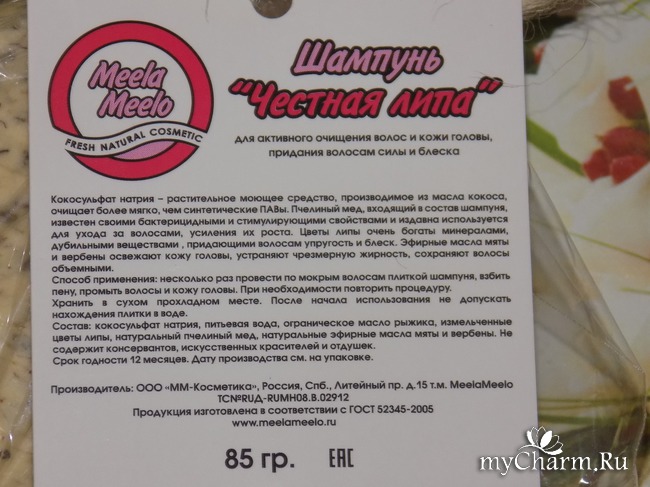 Meela
Meelo
FRESH NATURAL COSMETIC
Шампунь
"Честная липа"
для активного очищения волос и кожи головы,
придания волосам силы и блеска
Кокосульфат натрия – растительное моющее средство, производимое из масла кокоса,
очищает более мягко, чем синтетические ПАВы. Пчелиный мед, входящий в состав шампуня,
известен своими бактерицидными и стимулирующими свойствами и издавна используется
для ухода за волосами, усиления их роста. Цветы липы очень богаты минералами,
дубильными веществами , придающими волосам упругость и блеск. Эфирные масла мяты
и вербены освежают кожу головы, устраняют чрезмерную жирность, сохраняют волосы
объемными.
Способ применения: несколько раз провести по мокрым волосам плиткой шампуня, взбить
пену, промыть волосы и кожу головы. При необходимости повторить процедуру.
Хранить в сухом прохладном месте. После начала использования не допускать
нахождения плитки в воде.
Состав: кокосульфат натрия, питьевая вода, ограническое масло рыжика, измельченные
цветы липы, натуральный пчелиный мед, натуральные эфирные масла мяты и вербены. Не
содержит консервантов, искусственных красителей и отдушек.
Срок годности 12 месяцев. Дату производства см. на упаковке.
Производитель: ООО «ММ-Косметика», Россия, Спб., Литейный пр. д.15 т.м. MeelaMeelo
ТС№RUД-RUМН08.В.02912
Продукция изготовлена в соответствии с ГОСТ 52345-2005
www.meelameelo.ru
85 гр. EAC
myCharm.Ru